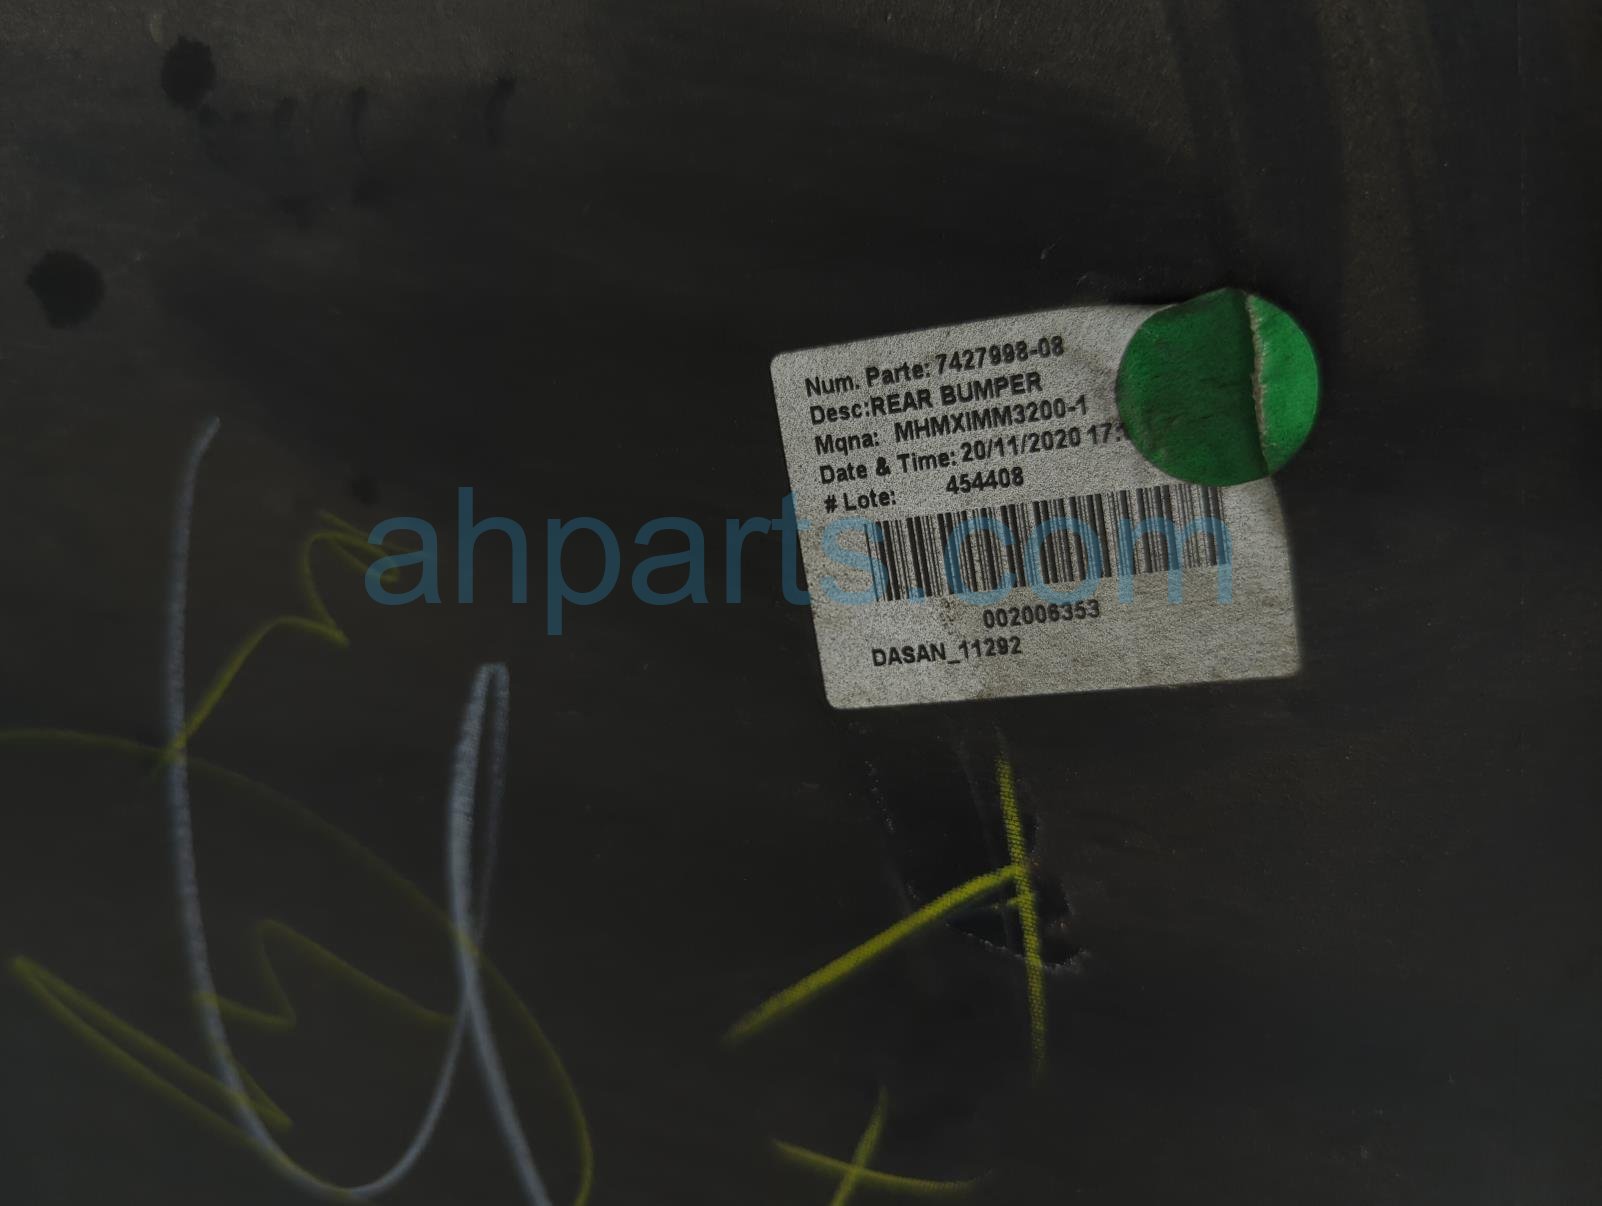 Num. Parte: 7427998-08
Desc:REAR BUMPER
Mqna: MHMXIMM3200-1
Date & Time: 20/11/2020 17:
# Lote: 454408
ahparts.com
002006353
DASAN_11292